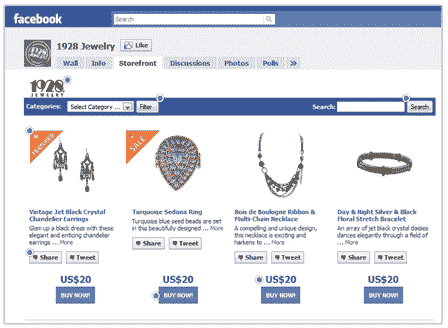 facebook
Search
1928 Jewelry
Like
Wall Info Storefront Discussions Photos Polls »
1928
JEWELRY
Categories: Select Category ... Filter Search: Search
FEATURED
SALE
Vintage Jet Black Crystal
Chandelier Earrings
Glam up a black dress with these
elegant and enticing chandelier
earrings ... More
Share Tweet
US$20
BUY NOW!
Turquoise Sedona Ring
Turquoise blue seed beads are set
in this beautifully designed ... More
Share Tweet
US$20
BUY NOW!
Bois de Boulogne Ribbon &
Multi-Chain Necklace
A compelling and unique design,
this necklace is exciting and
harkens to ... More
Share Tweet
US$20
BUY NOW!
Day & Night Silver & Black
Floral Stretch Bracelet
An array of jet black crystal daisies
dances elegantly through a field of
... More
Share Tweet
US$20
BUY NOW!